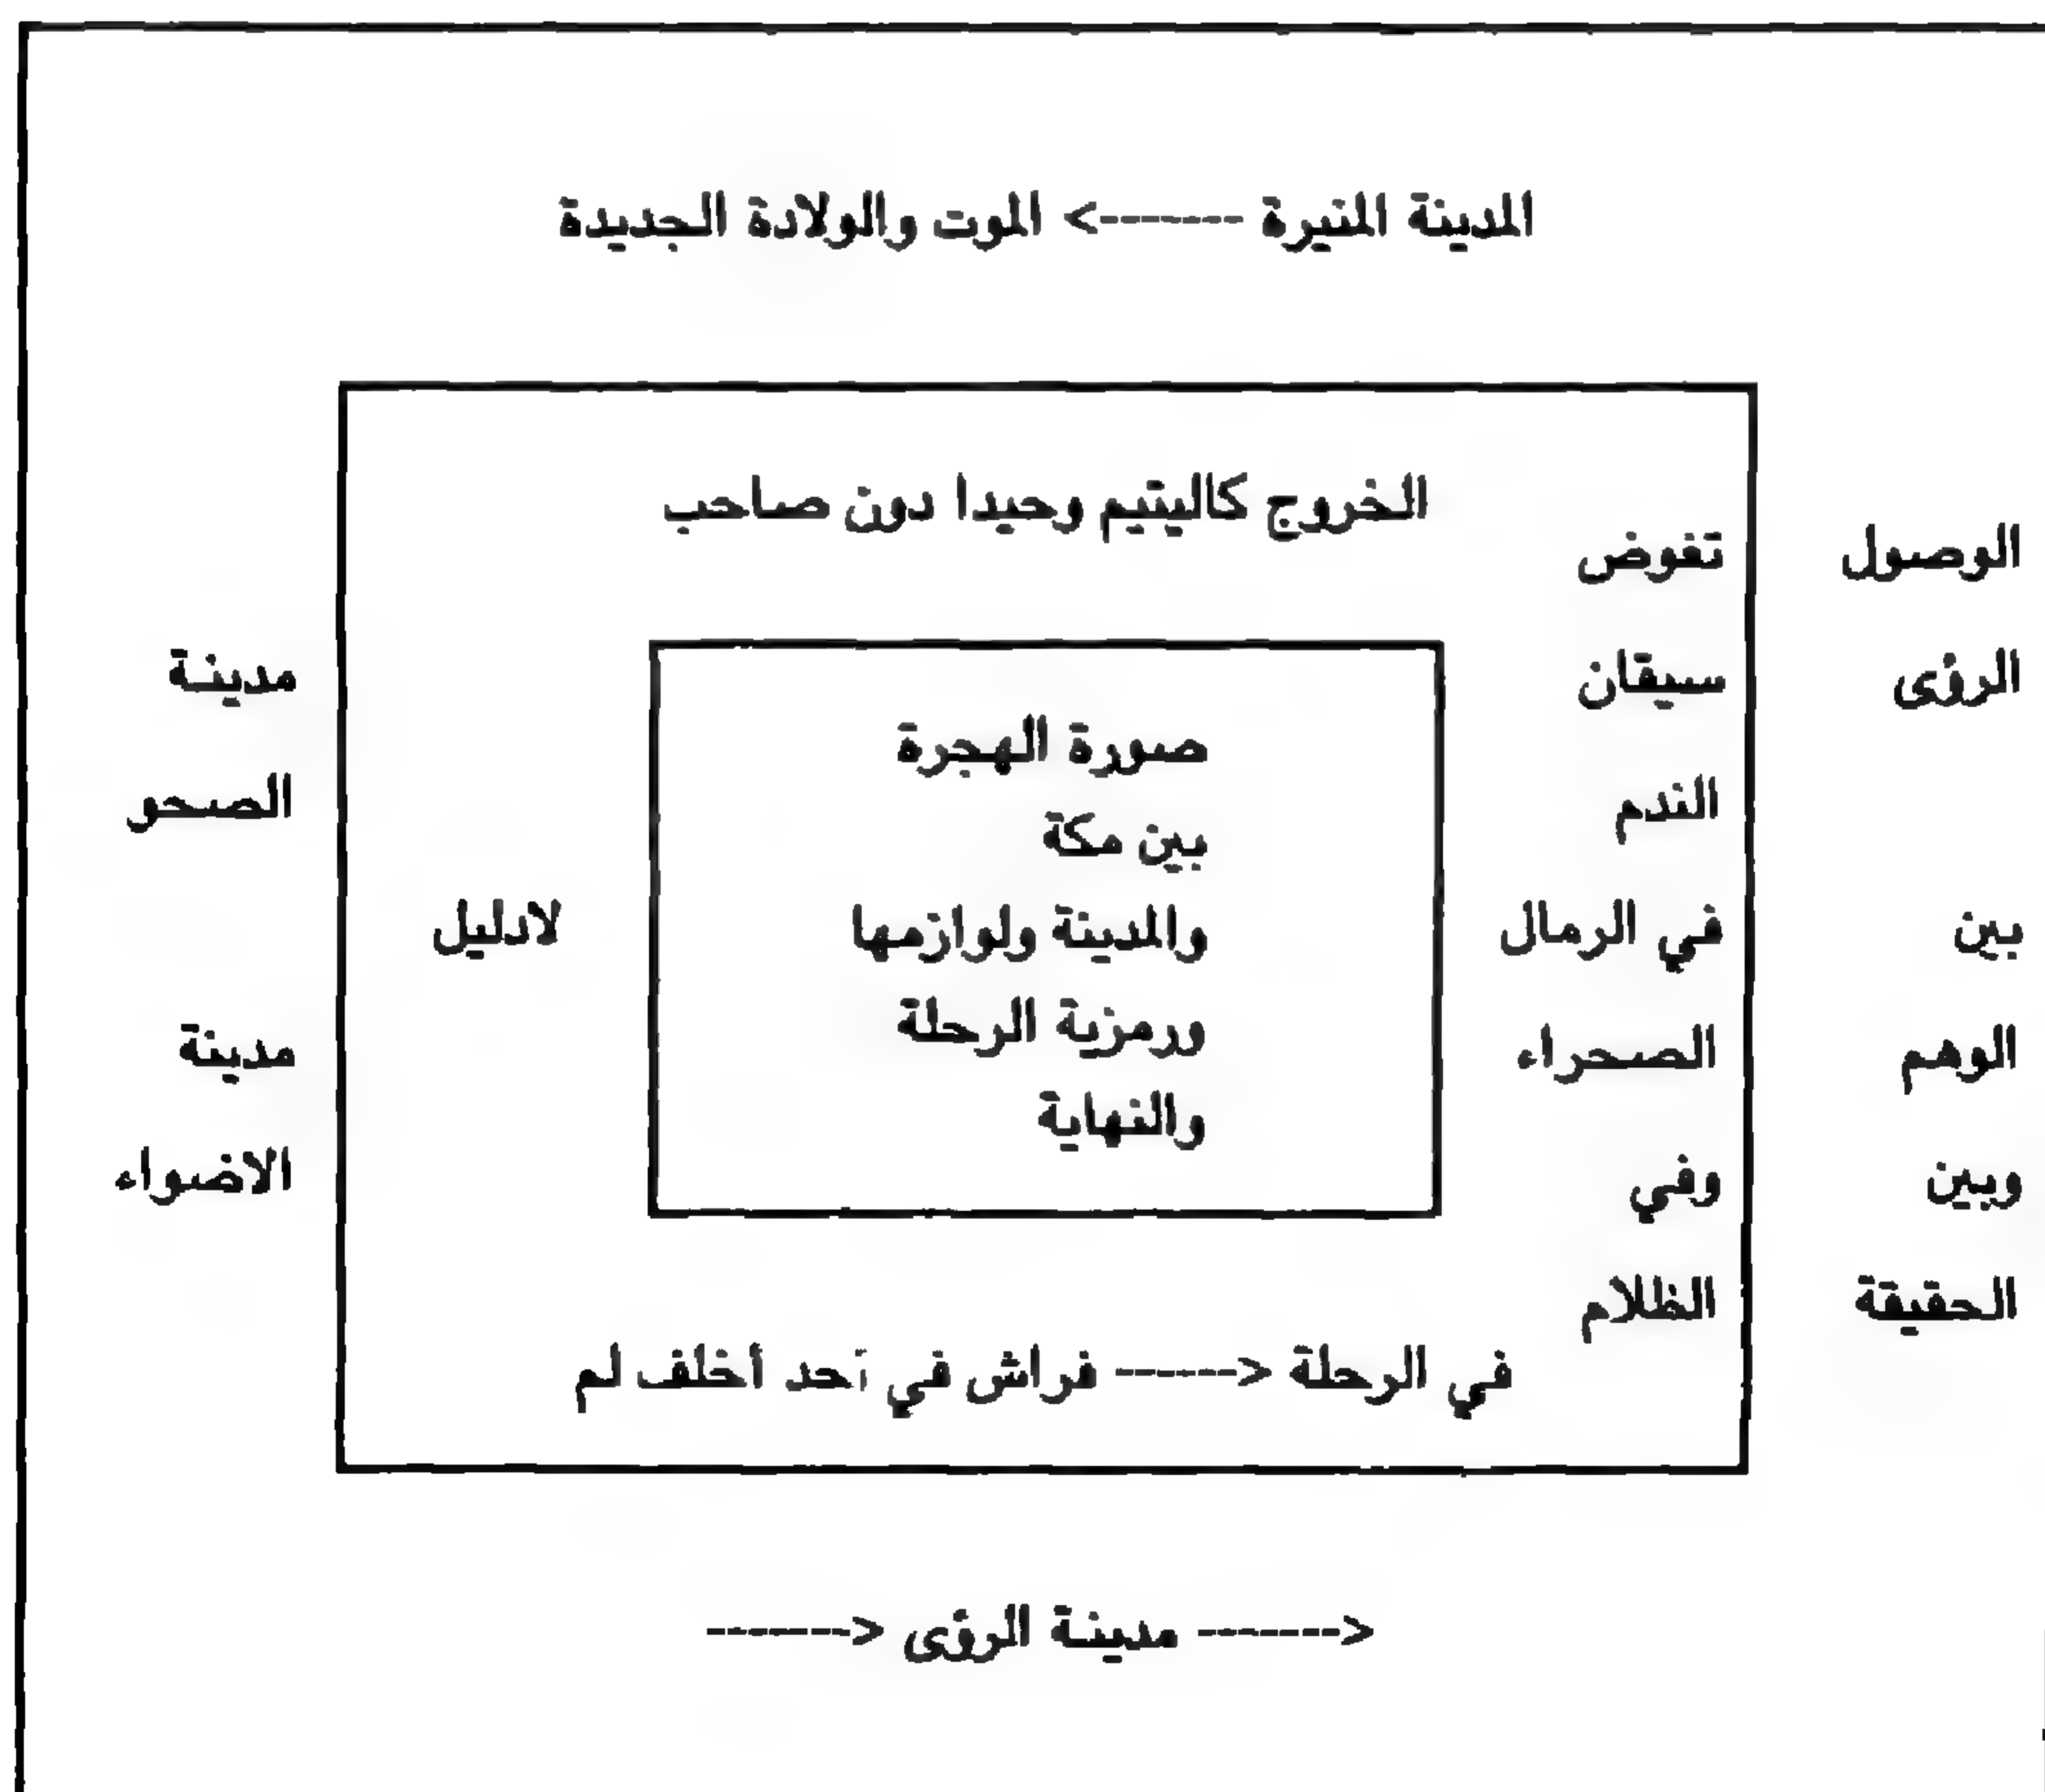 المدينة المنيرة -------> الموت والولادة الجديدة
الخروج كاليتيم وحيدا دون صاحب
الوصول
الرؤى
بين
الوهم
وبين
الحقيقة
تغوض
سيقان
الندم
في الرمال
الصحراء
وفي
الظلام
صورة الهجرة
بين مكة
والمدينة ولوازمها
ورمزية الرحلة
والنهاية
لادليل
مدينة
الصحو
مدينة
الاضواء
في الرحلة <------ فراش في أحد أخلف لم
<------- مدينة الرؤى <-------